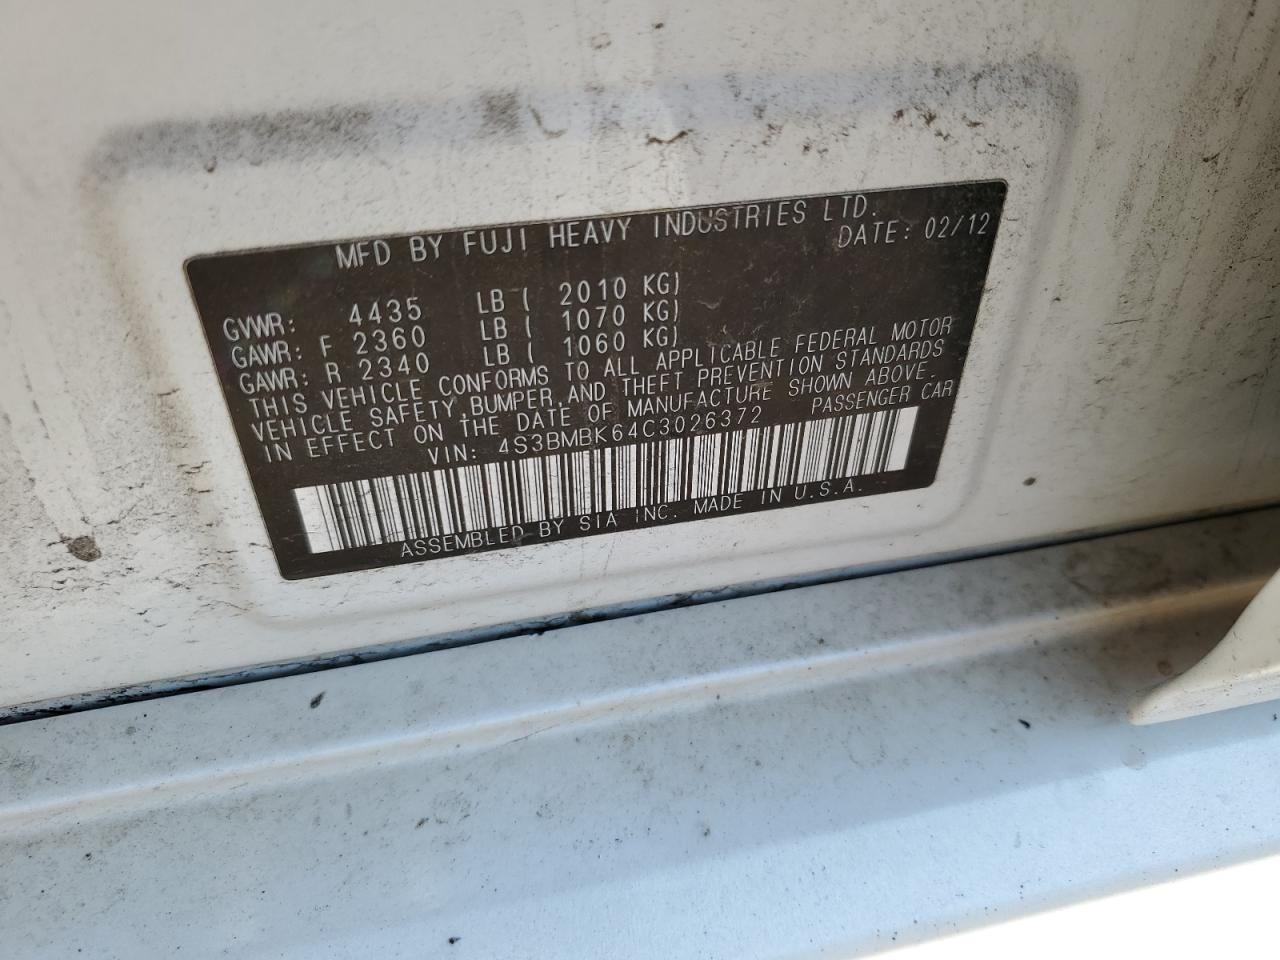 MFD BY FUJI HEAVY INDUSTRIES LTD.
DATE: 02/12
GVWR: 4435 LB ( 2010 KG)
GAWR: F 2360 LB ( 1070 KG)
GAWR: R 2340 LB ( 1060 KG)
THIS VEHICLE CONFORMS TO ALL APPLICABLE FEDERAL MOTOR
VEHICLE SAFETY,BUMPER,AND THEFT PREVENTION STANDARDS
IN EFFECT ON THE DATE OF MANUFACTURE SHOWN ABOVE.
VIN: 4S3BMBK64C3026372 PASSENGER CAR
ASSEMBLED BY SIA INC. MADE IN U.S.A.